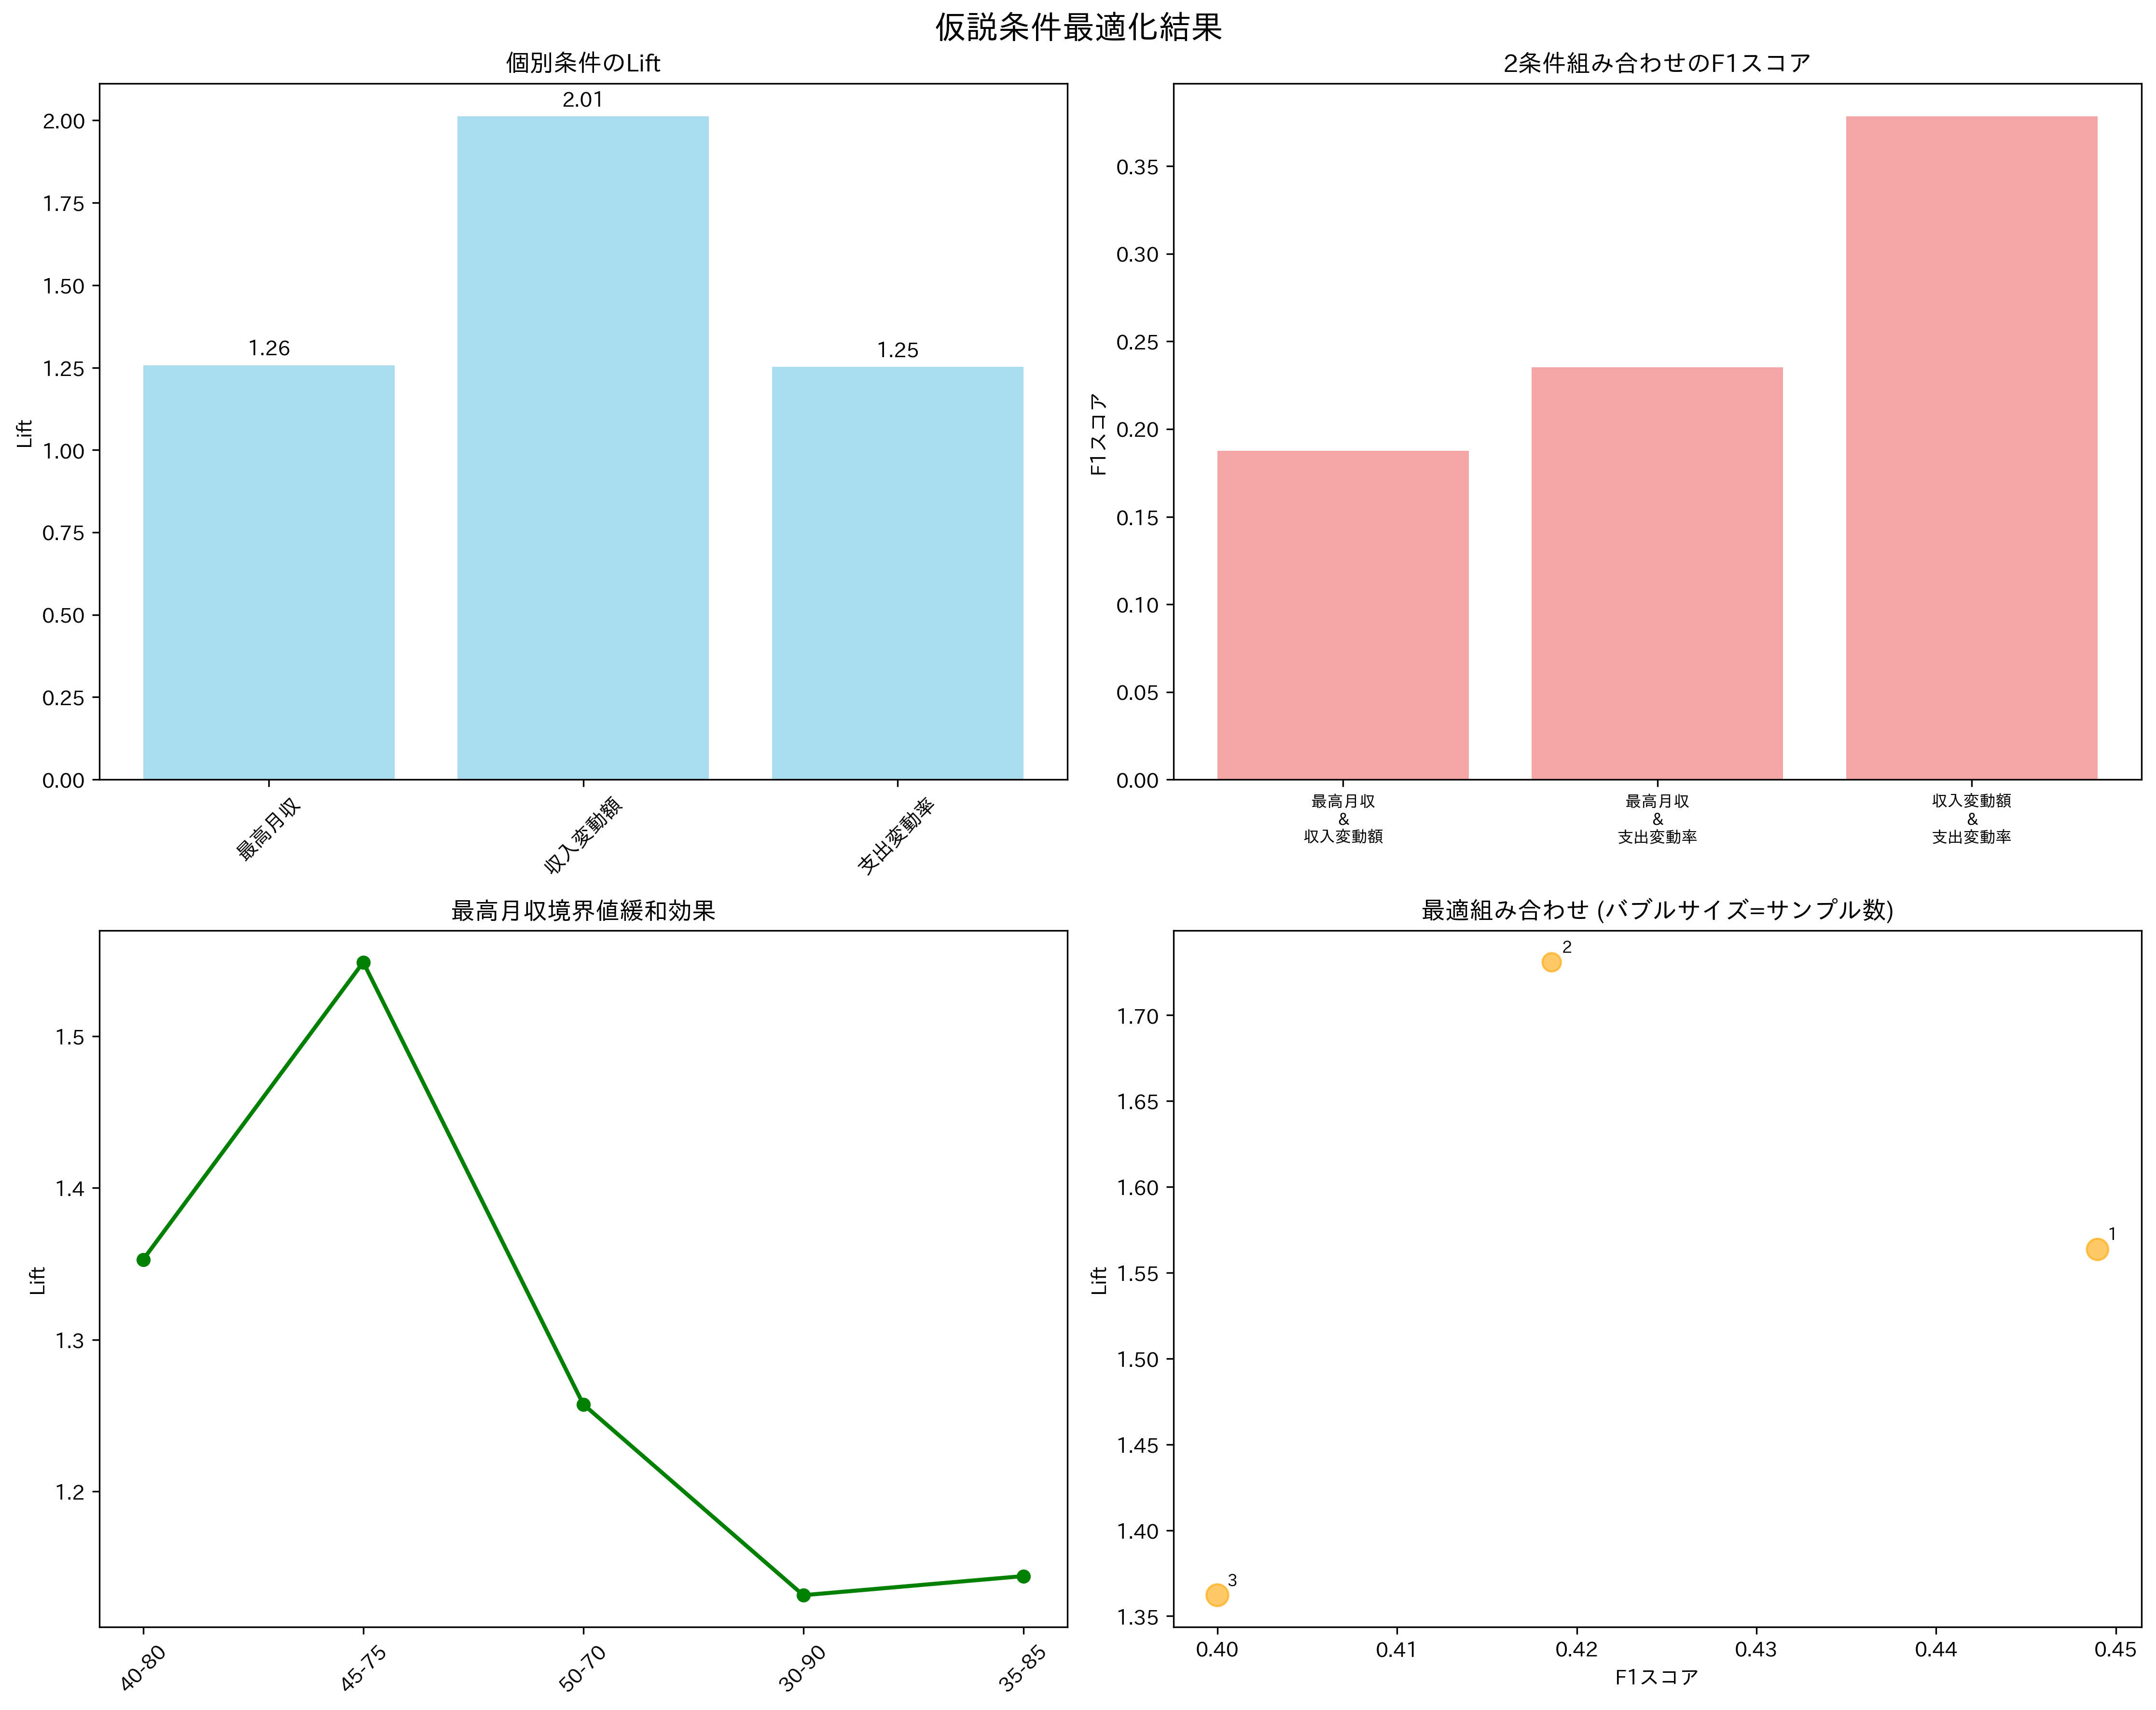 仮説条件最適化結果
個別条件のLift
Lift
2.00
1.75
1.50
1.25
1.00
0.75
0.50
0.25
0.00
1.26
2.01
1.25
最高月収
収入変動額
支出変動率
2条件組み合わせのF1スコア
F1スコア
0.35
0.30
0.25
0.20
0.15
0.10
0.05
0.00
最高月収
&
収入変動額
最高月収
&
支出変動率
収入変動額
&
支出変動率
最高月収境界値緩和効果
Lift
1.5
1.4
1.3
1.2
40-80
45-75
50-70
30-90
35-85
最適組み合わせ (バブルサイズ=サンプル数)
Lift
1.70
1.65
1.60
1.55
1.50
1.45
1.40
1.35
2
1
3
0.40
0.41
0.42
0.43
0.44
0.45
F1スコア